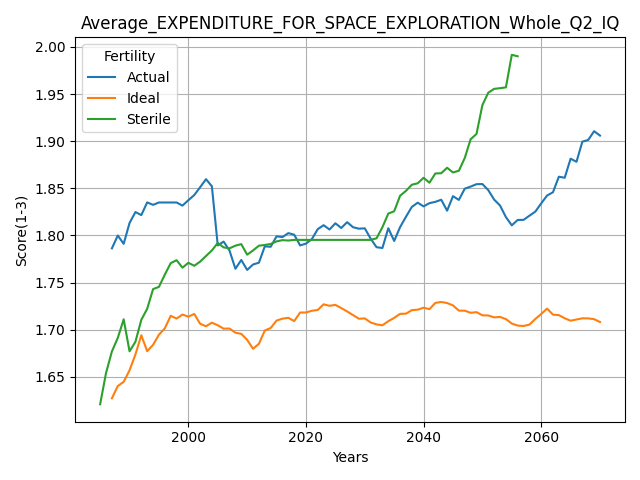 Average_EXPENDITURE_FOR_SPACE_EXPLORATION_Whole_Q2_IQ
Fertility
Actual
Ideal
Sterile
Score(1-3)
2.00
1.95
1.90
1.85
1.80
1.75
1.70
1.65
2000 2020 2040 2060
Years